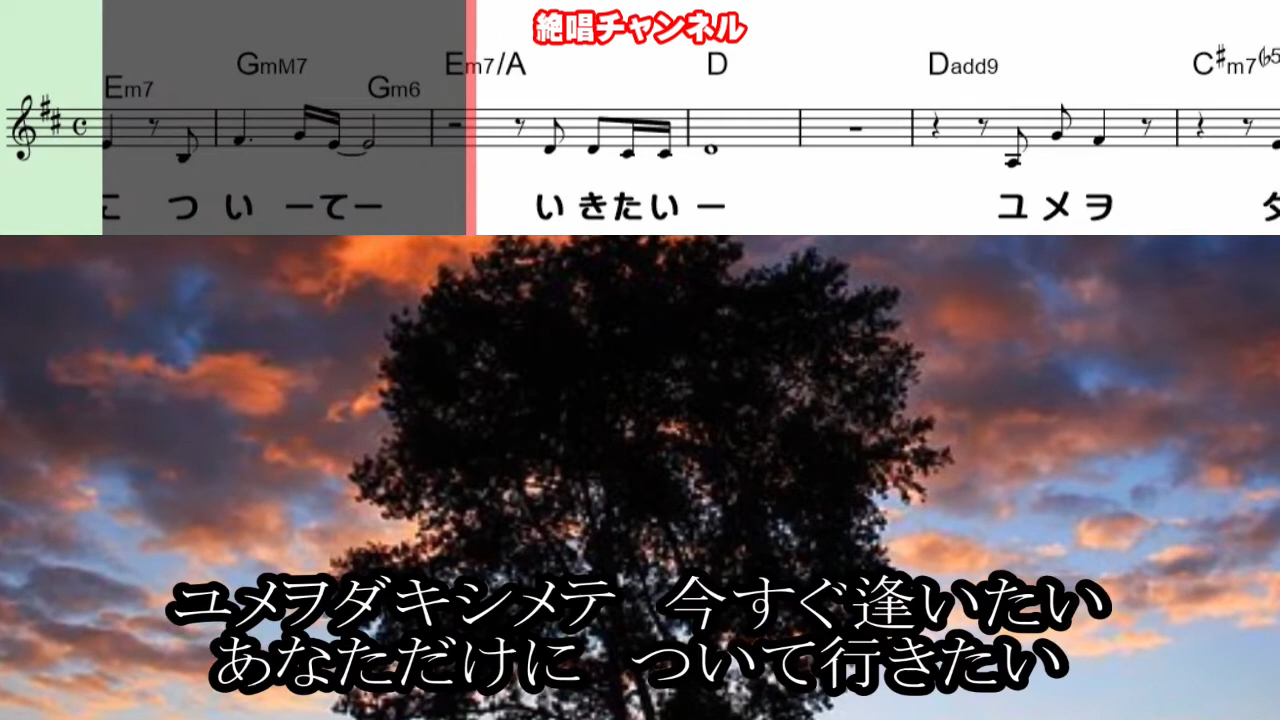 絶唱チャンネル
Em7 GmM7 Gm6 Em7/A D Dadd9 C#m7(♭5
つ い ーてー い き た い ー ユ メ ヲ
ユメヲダキシメテ 今すぐ逢いたい
あなただけに ついて行きたい